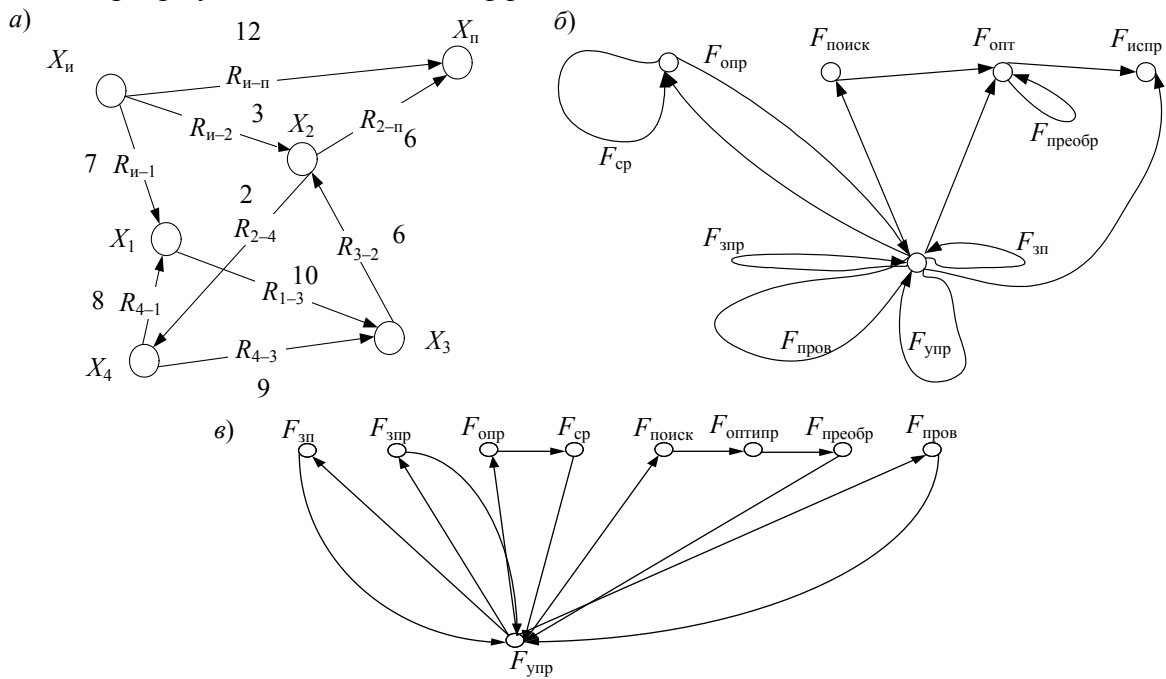 а)
12
Xп
Xи
Rи–п
3
Rи–2
X2
R2–п
6
7
Rи–1
2
X1
R2–4
R3–2
6
10
R1–3
8
R4–1
X3
X4
R4–3
9
б)
Fпоиск
Fопт
Fиспр
Fопр
Fпреобр
Fср
Fзпр
Fзп
Fпров
Fупр
в)
Fзп
Fзпр
Fопр
Fср
Fпоиск
Fоптипр
Fпреобр
Fпров
Fупр